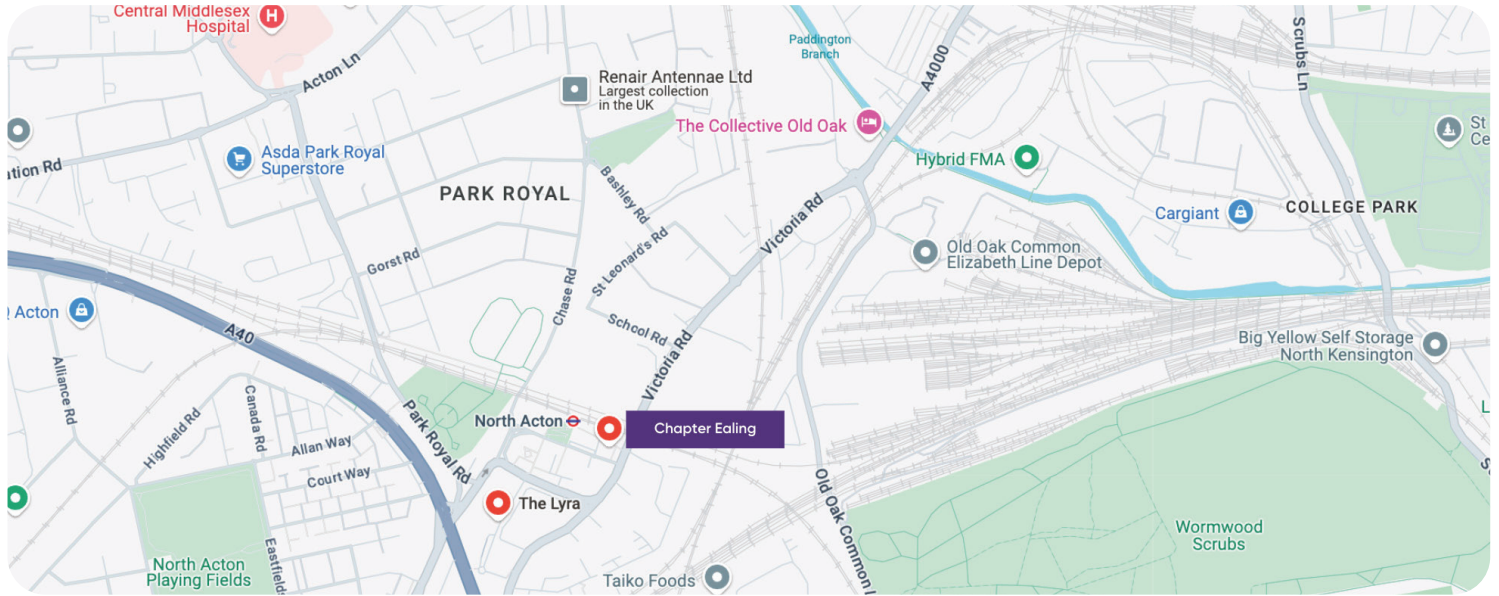 Central Middlesex
Hospital
H
Acton Ln
Paddington
Branch
A4000
Scrubs Ln
Renair Antennae Ltd
Largest collection
in the UK
The Collective Old Oak
St
Ce
Asda Park Royal
Superstore
ation Rd
Hybrid FMA
PARK ROYAL
Bashley Rd
Victoria Rd
Cargiant
COLLEGE PARK
Gorst Rd
St Leonard's Rd
Old Oak Common
Elizabeth Line Depot
Chase Rd
Acton
A40
School Rd
Victoria Rd
Big Yellow Self Storage
North Kensington
Alliance Rd
Highfield Rd
Canada Rd
Park Royal Rd
North Acton
Chapter Ealing
L
Allan Way
Court Way
The Lyra
Old Oak Common
Wormwood
Scrubs
North Acton
Playing Fields
Eastfields
Taiko Foods